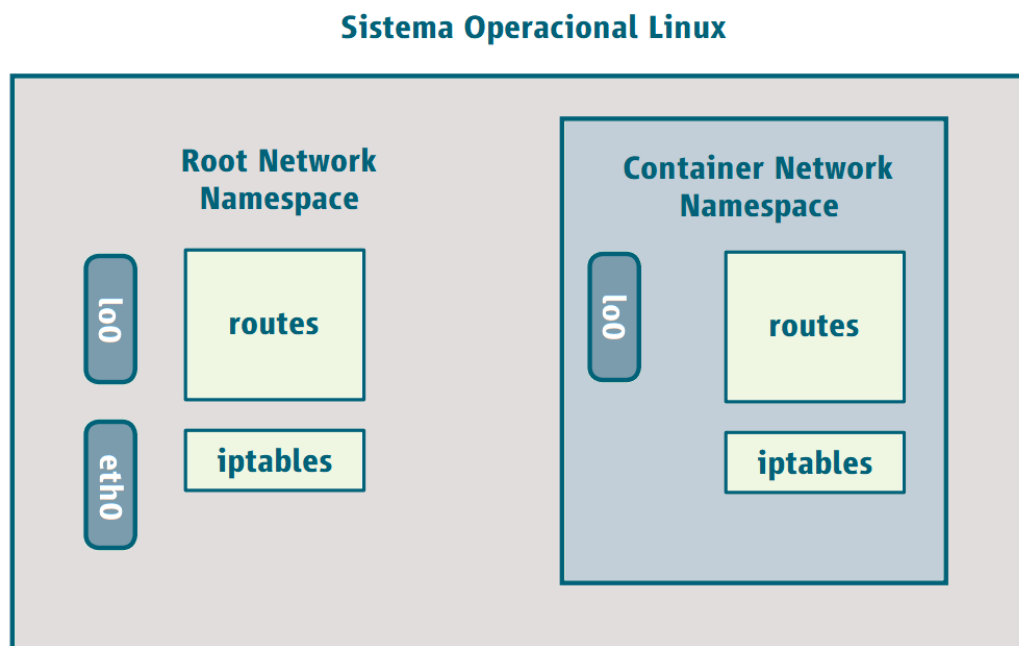 Sistema Operacional Linux
Root Network
Namespace
lo0
routes
eth0
iptables
Container Network
Namespace
lo0
routes
iptables